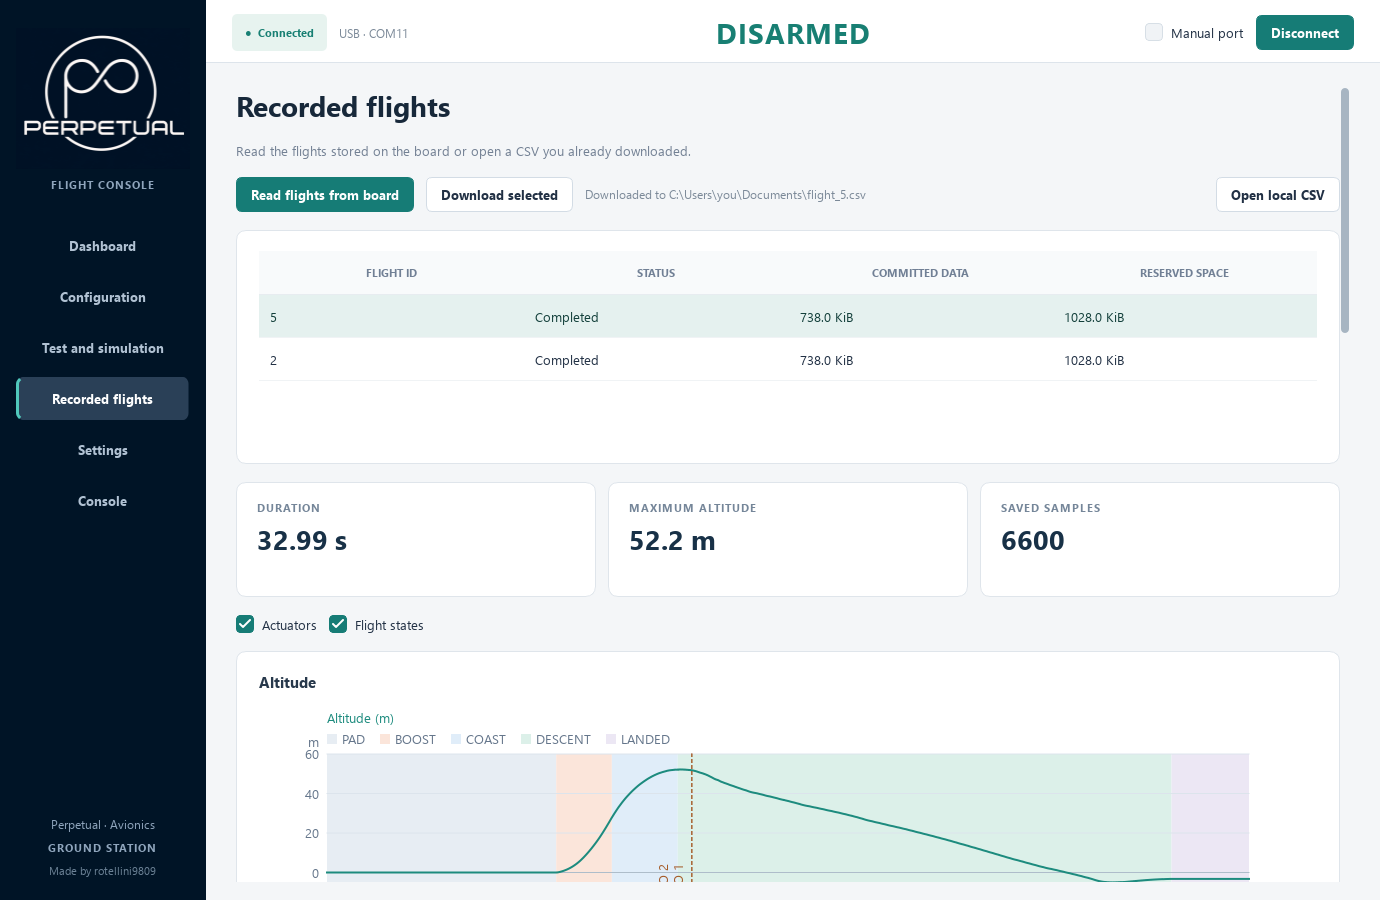 PERPETUAL
FLIGHT CONSOLE
Dashboard
Configuration
Test and simulation
Recorded flights
Settings
Console
Perpetual · Avionics
GROUND STATION
Made by rotellini9809
• Connected
USB · COM11
DISARMED
Manual port
Disconnect
Recorded flights
Read the flights stored on the board or open a CSV you already downloaded.
Read flights from board
Download selected
Downloaded to C:\Users\you\Documents\flight_5.csv
Open local CSV
FLIGHT ID STATUS COMMITTED DATA RESERVED SPACE
5 Completed 738.0 KiB 1028.0 KiB
2 Completed 738.0 KiB 1028.0 KiB
DURATION
32.99 s
MAXIMUM ALTITUDE
52.2 m
SAVED SAMPLES
6600
Actuators
Flight states
Altitude
Altitude (m)
PAD BOOST COAST DESCENT LANDED
m
60
40
20
0